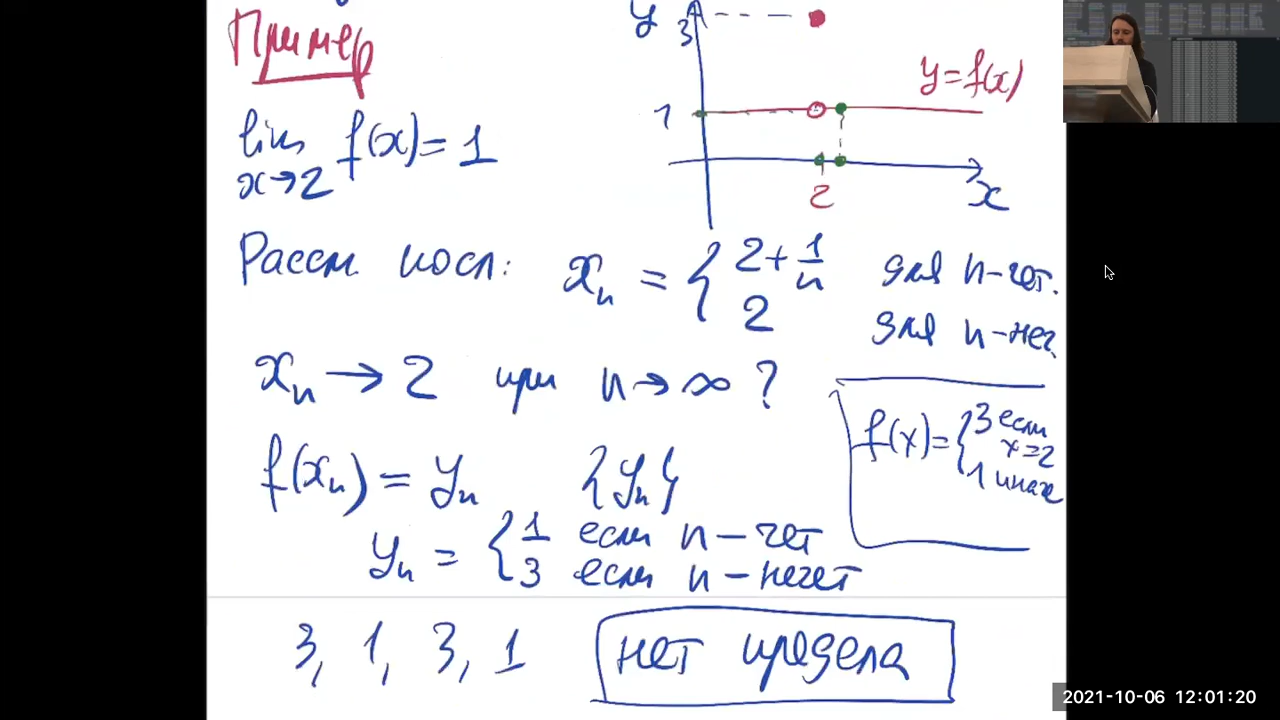 Пример
y
3
y=f(x)
1
lim f(x)=1
x→2
2
x
Рассм. посл: xₙ = { 2+1/n для n-чет.
2 для n-неч.
xₙ → 2 при n→∞ ?
f(x)={ 3 если x=2
1 иначе
f(xₙ) = yₙ {yₙ}
yₙ = { 1 если n-чет
3 если n-нечет
3, 1, 3, 1 нет предела
2021-10-06 12:01:20